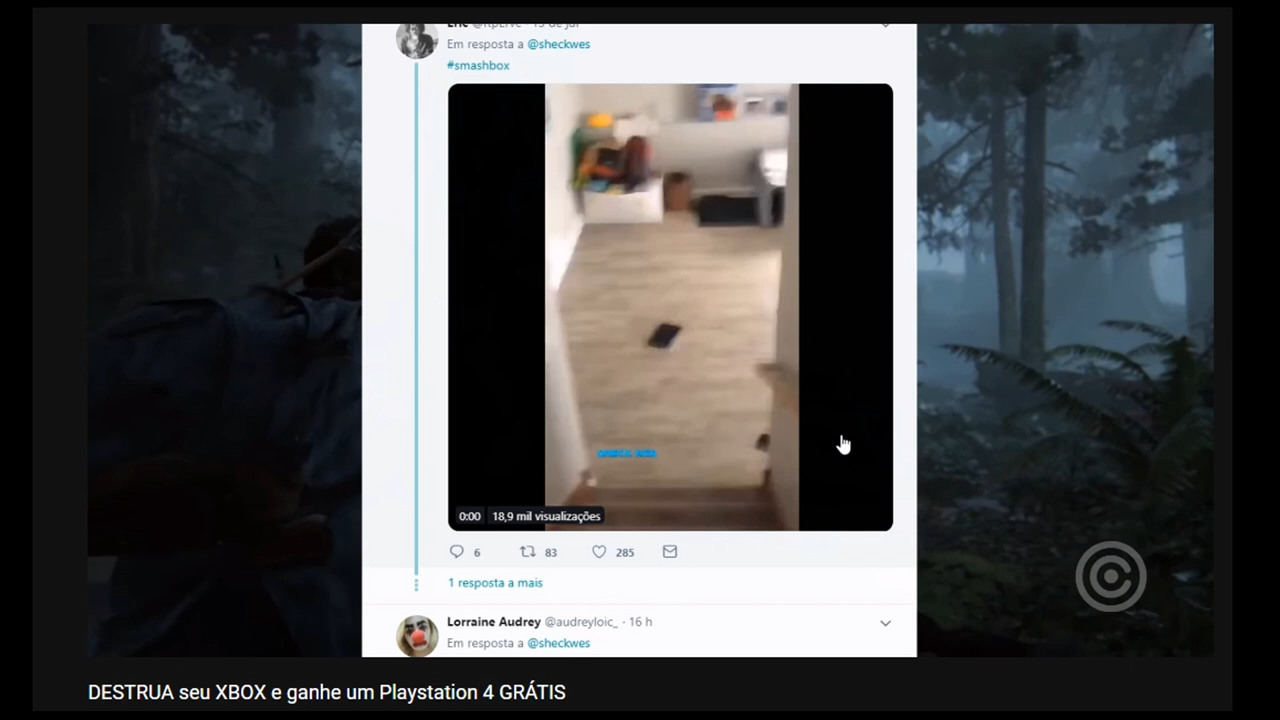 Em resposta a @sheckwes
#smashbox
0:00 18,9 mil visualizações
6 83 285
1 resposta a mais
Lorraine Audrey @audreyloic_ · 16 h
Em resposta a @sheckwes
DESTRUA seu XBOX e ganhe um Playstation 4 GRÁTIS